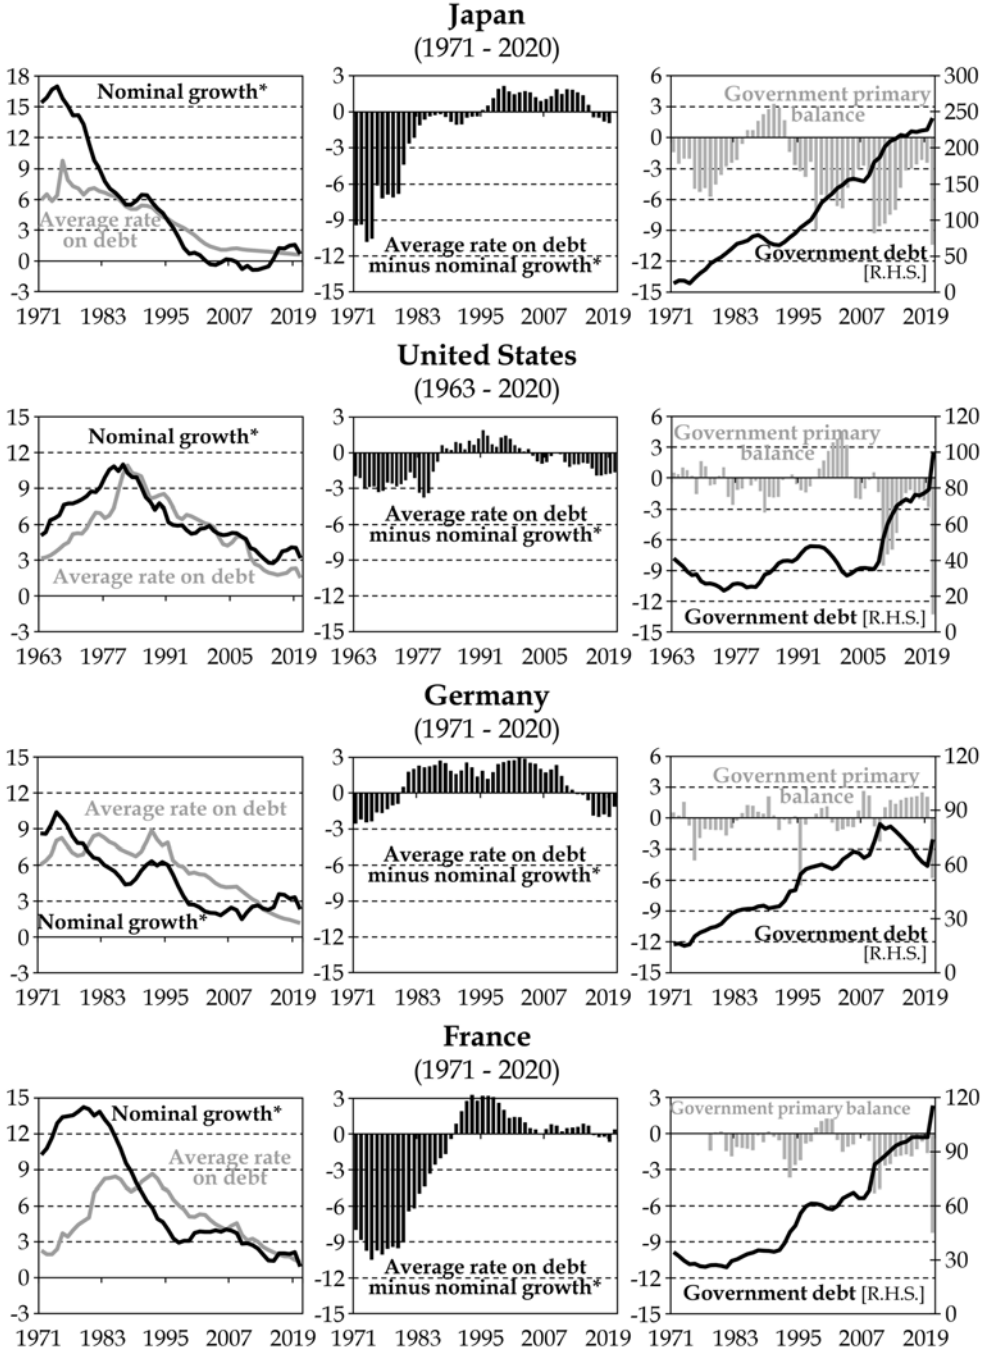 Japan
(1971 - 2020)
18
15
12
9
6
3
0
-3
Nominal growth*
Average rate
on debt
1971 1983 1995 2007 2019
3
0
-3
-6
-9
-12
-15
Average rate on debt
minus nominal growth*
1971 1983 1995 2007 2019
6
3
0
-3
-6
-9
-12
-15
Government primary
balance
Government debt
[R.H.S.]
300
250
200
150
100
50
0
1971 1983 1995 2007 2019
United States
(1963 - 2020)
15
12
9
6
3
0
-3
Nominal growth*
Average rate on debt
1963 1977 1991 2005 2019
3
0
-3
-6
-9
-12
-15
Average rate on debt
minus nominal growth*
1963 1977 1991 2005 2019
6
3
0
-3
-6
-9
-12
-15
Government primary
balance
Government debt [R.H.S.]
120
100
80
60
40
20
0
1963 1977 1991 2005 2019
Germany
(1971 - 2020)
15
12
9
6
3
0
-3
Average rate on debt
Nominal growth*
1971 1983 1995 2007 2019
3
0
-3
-6
-9
-12
-15
Average rate on debt
minus nominal growth*
1971 1983 1995 2007 2019
6
3
0
-3
-6
-9
-12
-15
Government primary
balance
Government debt
[R.H.S.]
120
90
60
30
0
1971 1983 1995 2007 2019
France
(1971 - 2020)
15
12
9
6
3
0
-3
Nominal growth*
Average rate
on debt
1971 1983 1995 2007 2019
3
0
-3
-6
-9
-12
-15
Average rate on debt
minus nominal growth*
1971 1983 1995 2007 2019
3
0
-3
-6
-9
-12
-15
Government primary balance
Government debt [R.H.S.]
120
90
60
30
0
1971 1983 1995 2007 2019